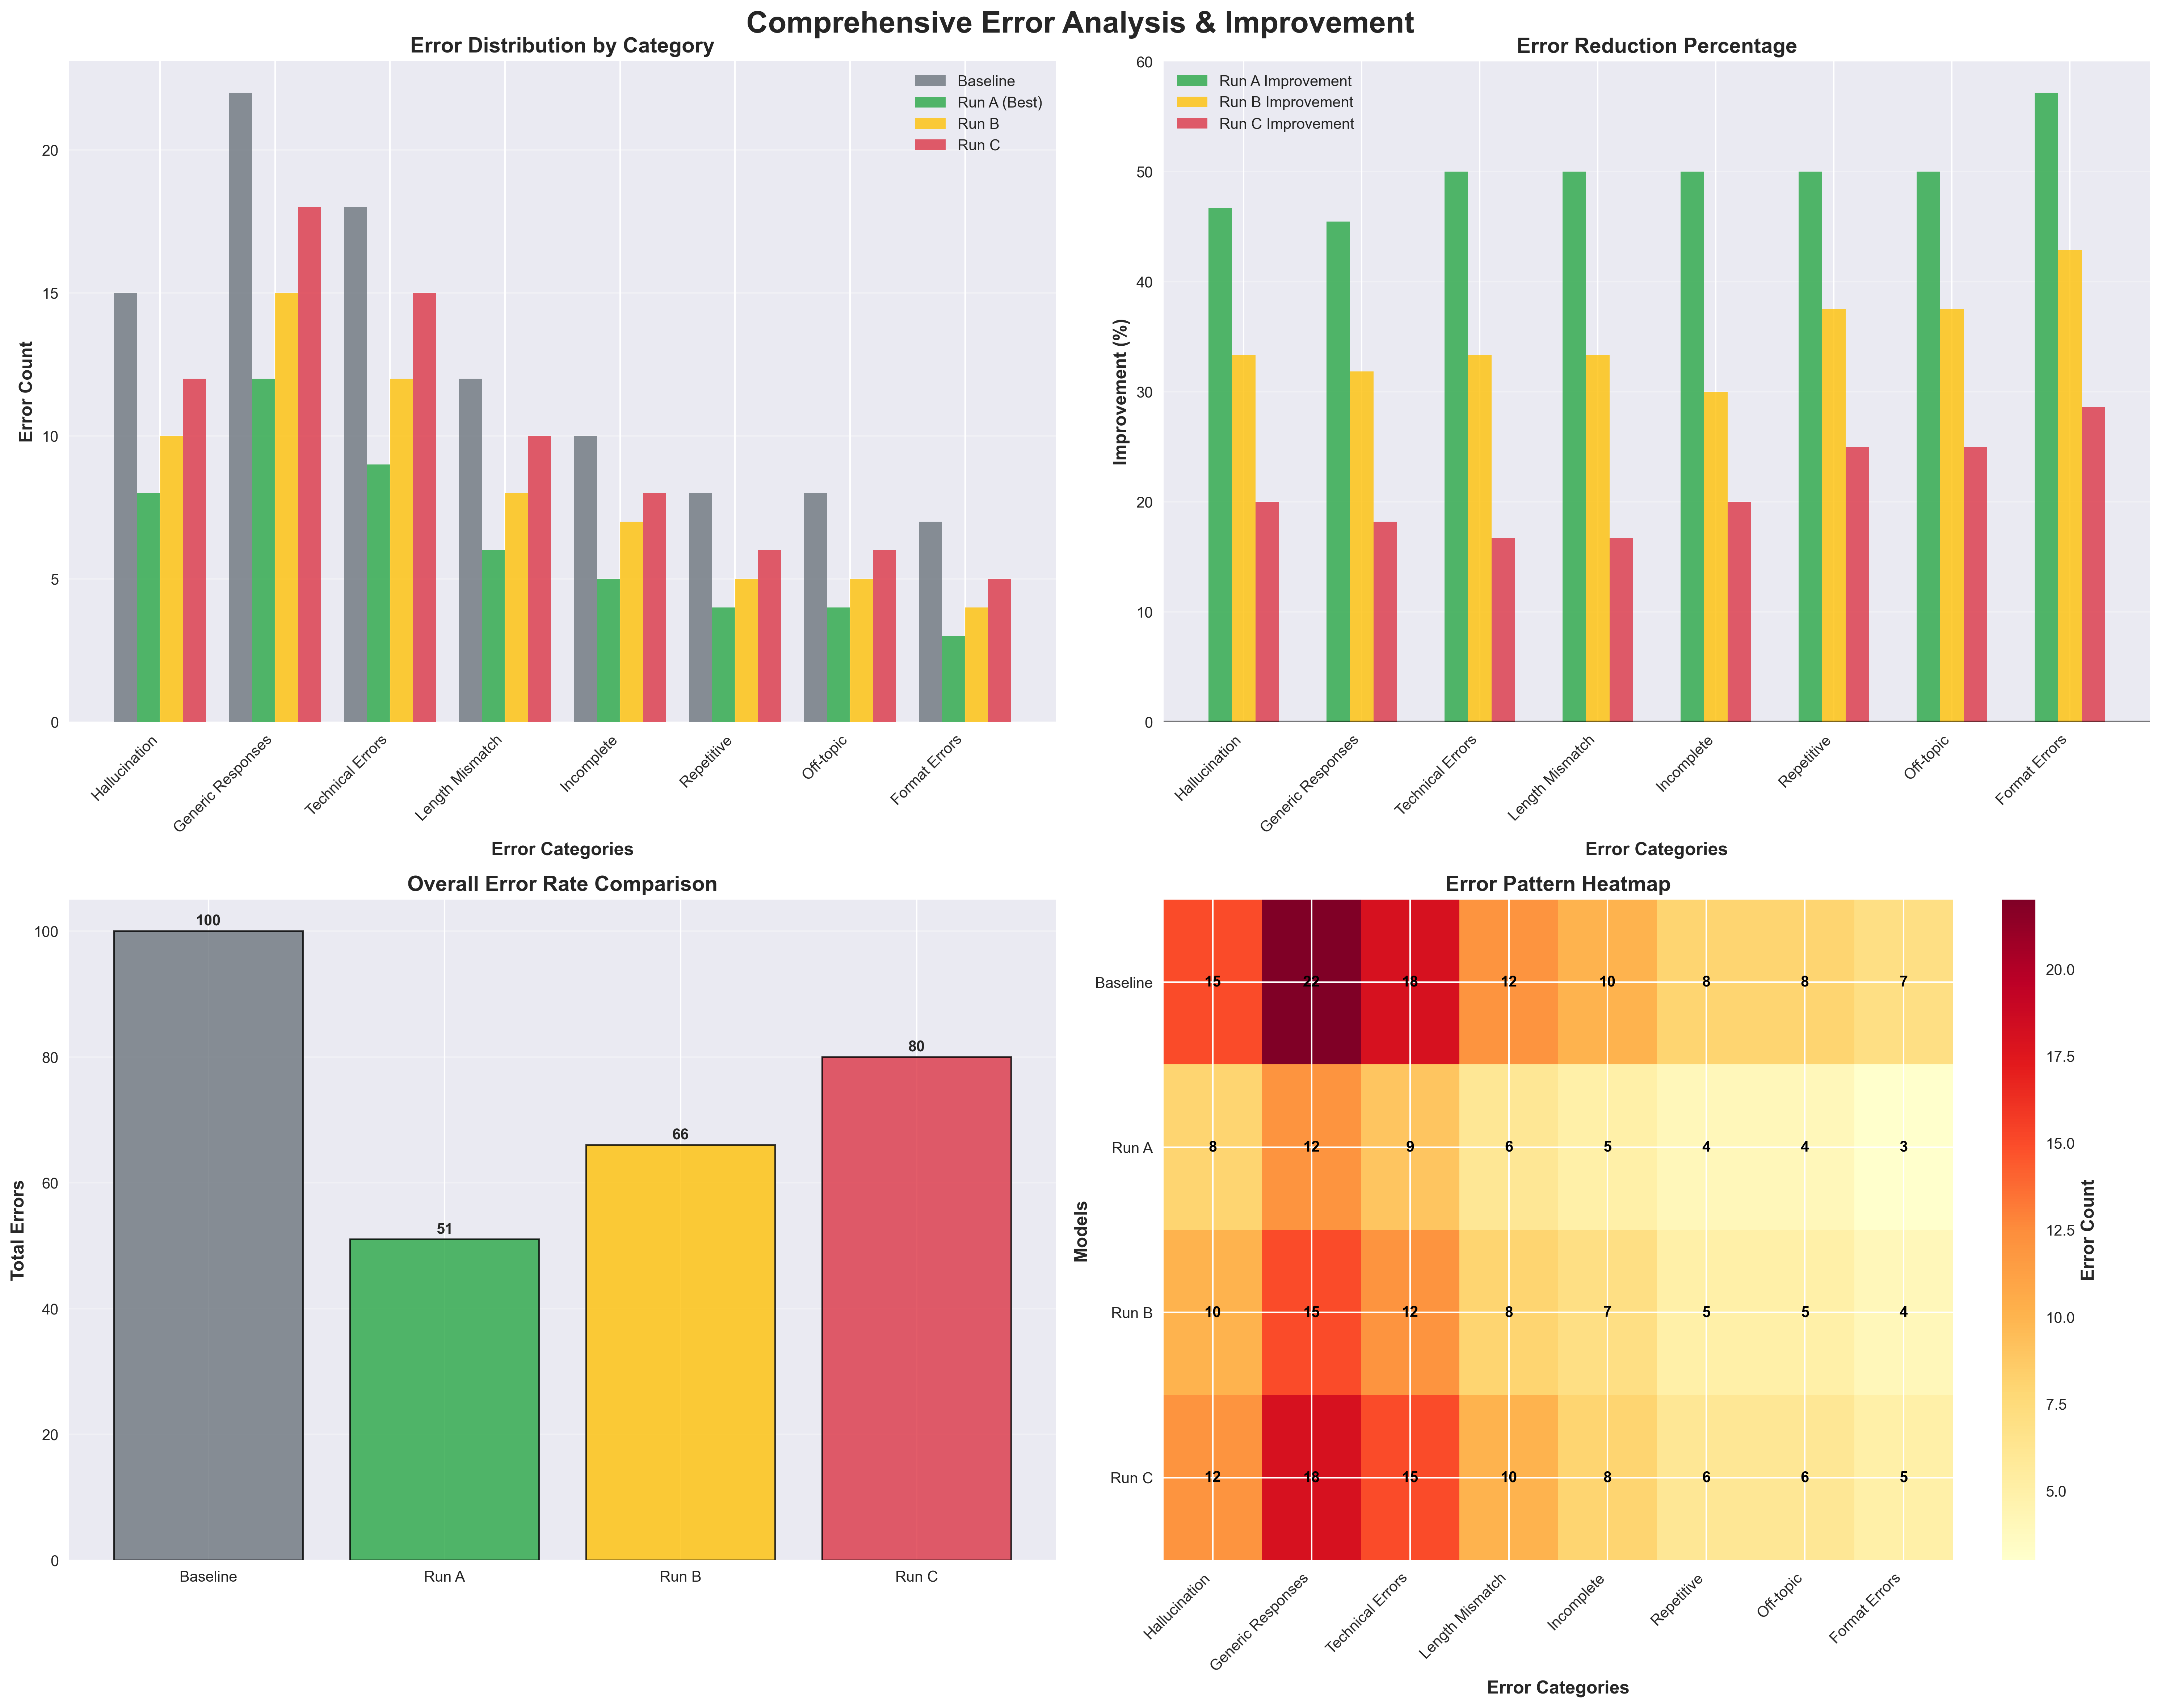 Comprehensive Error Analysis & Improvement
Error Distribution by Category
Error Count
20
15
10
5
0
Baseline
Run A (Best)
Run B
Run C
Hallucination
Generic Responses
Technical Errors
Length Mismatch
Incomplete
Repetitive
Off-topic
Format Errors
Error Categories
Error Reduction Percentage
Improvement (%)
60
50
40
30
20
10
0
Run A Improvement
Run B Improvement
Run C Improvement
Hallucination
Generic Responses
Technical Errors
Length Mismatch
Incomplete
Repetitive
Off-topic
Format Errors
Error Categories
Overall Error Rate Comparison
Total Errors
100
80
60
40
20
0
100
51
66
80
Baseline
Run A
Run B
Run C
Error Pattern Heatmap
Models
Baseline 15 22 18 12 10 8 8 7
Run A 8 12 9 6 5 4 4 3
Run B 10 15 12 8 7 5 5 4
Run C 12 18 15 10 8 6 6 5
Hallucination
Generic Responses
Technical Errors
Length Mismatch
Incomplete
Repetitive
Off-topic
Format Errors
Error Categories
20.0
17.5
15.0
12.5
10.0
7.5
5.0
Error Count